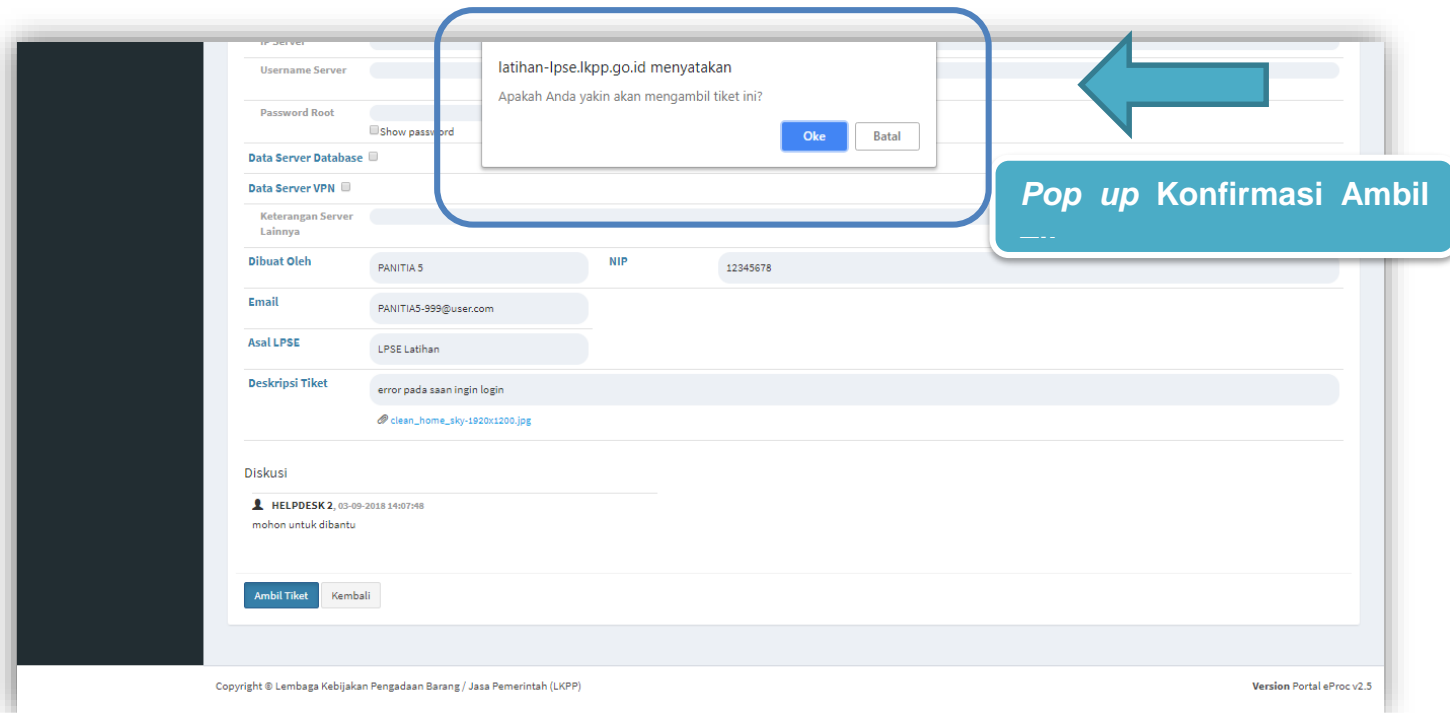 IP Server
Username Server
latihan-lpse.lkpp.go.id menyatakan
Apakah Anda yakin akan mengambil tiket ini?
Oke Batal
Password Root
Show password
Data Server Database
Data Server VPN
Keterangan Server
Lainnya
Pop up Konfirmasi Ambil
Dibuat Oleh PANITIA 5 NIP 12345678
Email PANITIA5-999@user.com
Asal LPSE LPSE Latihan
Deskripsi Tiket error pada saan ingin login
clean_home_sky-1920x1200.jpg
Diskusi
HELPDESK 2, 03-09-2018 14:07:48
mohon untuk dibantu
Ambil Tiket Kembali
Copyright © Lembaga Kebijakan Pengadaan Barang / Jasa Pemerintah (LKPP) Version Portal eProc v2.5